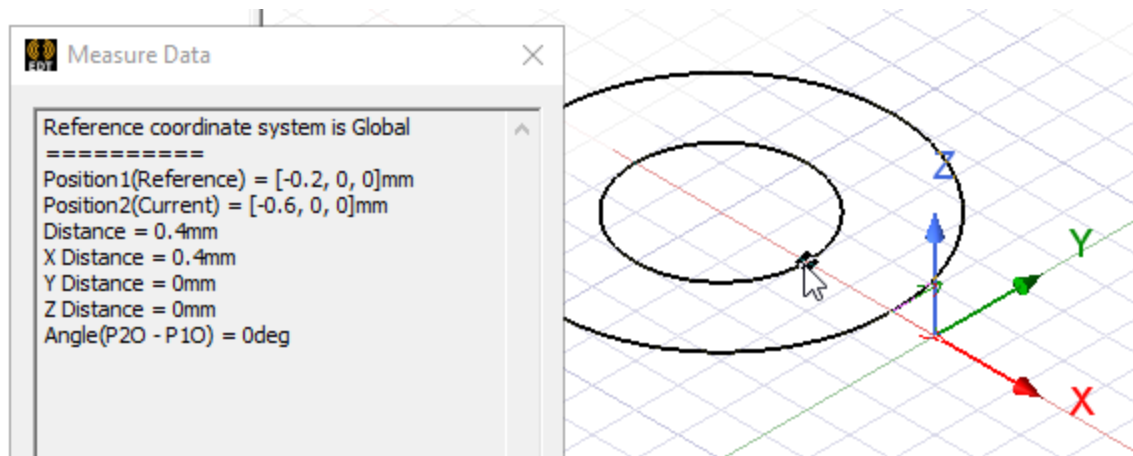 EDT Measure Data
Reference coordinate system is Global
==========
Position1(Reference) = [-0.2, 0, 0]mm
Position2(Current) = [-0.6, 0, 0]mm
Distance = 0.4mm
X Distance = 0.4mm
Y Distance = 0mm
Z Distance = 0mm
Angle(P2O - P1O) = 0deg
Z
Y
X